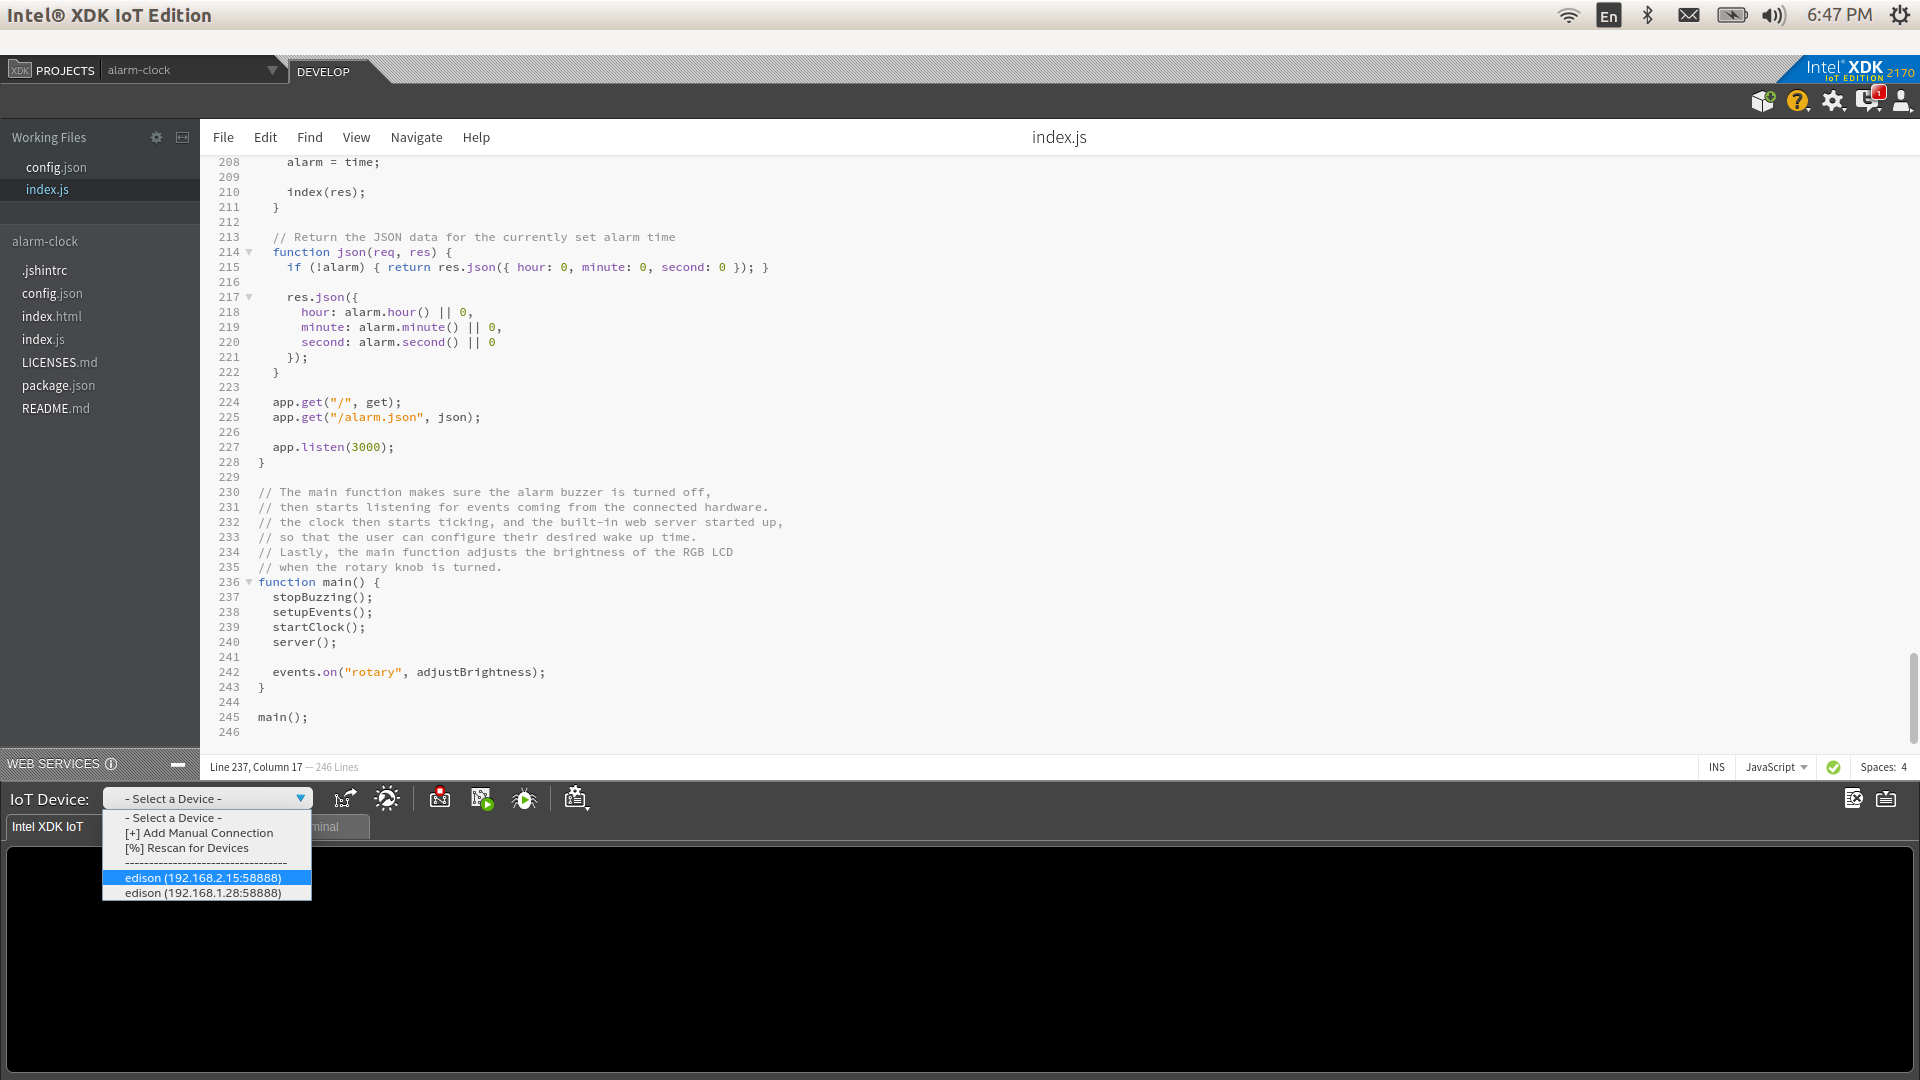 Intel® XDK IoT Edition
En
6:47 PM
XDK PROJECTS alarm-clock
DEVELOP
Intel® XDK
IoT EDITION 2170
1
Working Files
config.json
index.js
alarm-clock
.jshintrc
config.json
index.html
index.js
LICENSES.md
package.json
README.md
WEB SERVICES
File Edit Find View Navigate Help
index.js
208 alarm = time;
209
210 index(res);
211 }
212
213 // Return the JSON data for the currently set alarm time
214 function json(req, res) {
215 if (!alarm) { return res.json({ hour: 0, minute: 0, second: 0 }); }
216
217 res.json({
218 hour: alarm.hour() || 0,
219 minute: alarm.minute() || 0,
220 second: alarm.second() || 0
221 });
222 }
223
224 app.get("/", get);
225 app.get("/alarm.json", json);
226
227 app.listen(3000);
228 }
229
230 // The main function makes sure the alarm buzzer is turned off,
231 // then starts listening for events coming from the connected hardware.
232 // the clock then starts ticking, and the built-in web server started up,
233 // so that the user can configure their desired wake up time.
234 // Lastly, the main function adjusts the brightness of the RGB LCD
235 // when the rotary knob is turned.
236 function main() {
237 stopBuzzing();
238 setupEvents();
239 startClock();
240 server();
241
242 events.on("rotary", adjustBrightness);
243 }
244
245 main();
246
Line 237, Column 17 — 246 Lines
INS JavaScript Spaces: 4
IoT Device: - Select a Device -
- Select a Device -
[+] Add Manual Connection
[%] Rescan for Devices
-----------------------------------
edison (192.168.2.15:58888)
edison (192.168.1.28:58888)
Intel XDK IoT
minal